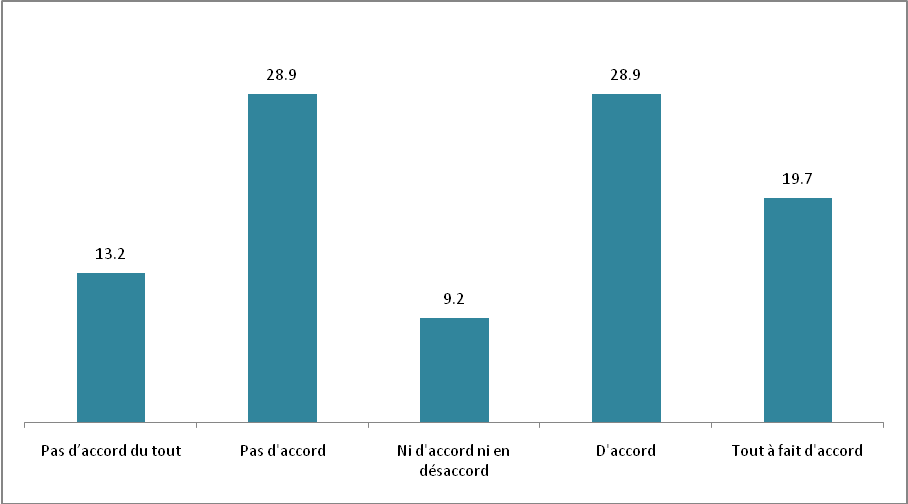 28.9
28.9
19.7
13.2
9.2
Pas d’accord du tout
Pas d'accord
Ni d'accord ni en
désaccord
D'accord
Tout à fait d'accord